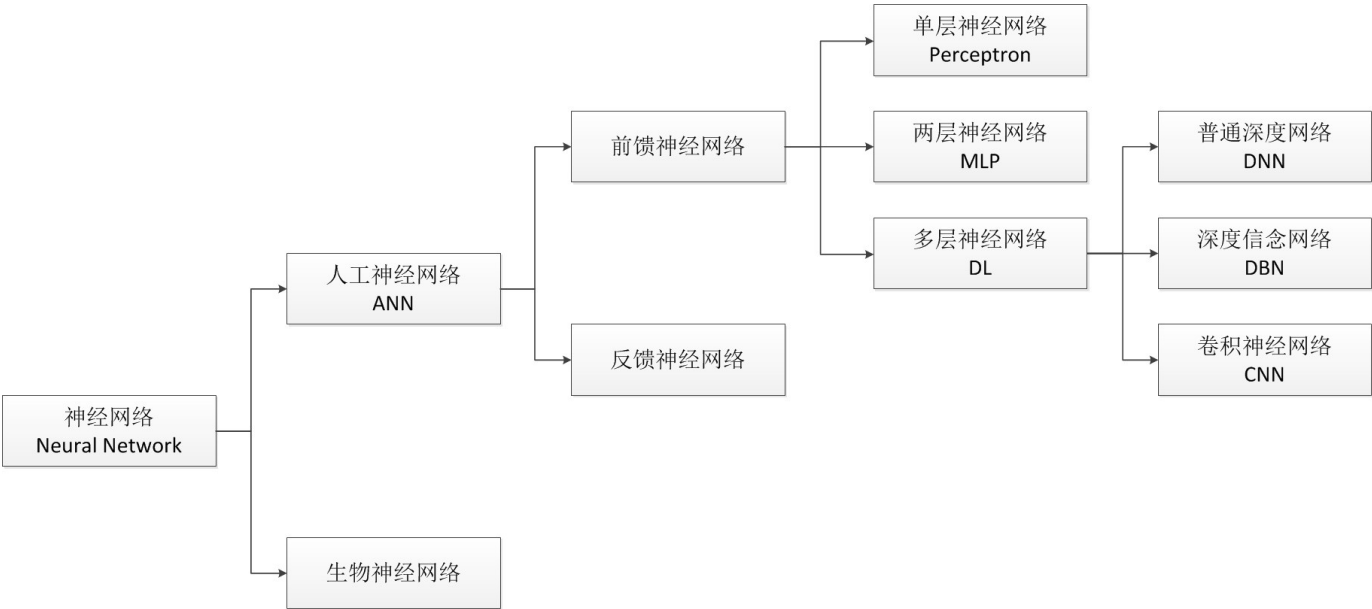 单层神经网络
Perceptron
前馈神经网络
两层神经网络
MLP
普通深度网络
DNN
多层神经网络
DL
深度信念网络
DBN
人工神经网络
ANN
反馈神经网络
卷积神经网络
CNN
神经网络
Neural Network
生物神经网络